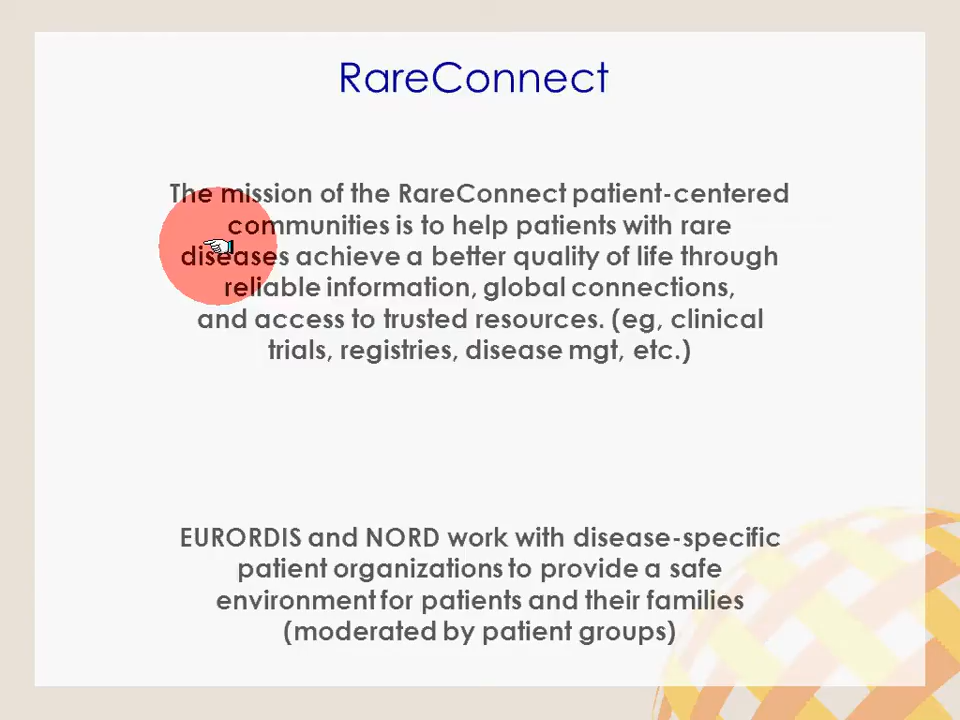 RareConnect
The mission of the RareConnect patient-centered
communities is to help patients with rare
diseases achieve a better quality of life through
reliable information, global connections,
and access to trusted resources. (eg, clinical
trials, registries, disease mgt, etc.)
EURORDIS and NORD work with disease-specific
patient organizations to provide a safe
environment for patients and their families
(moderated by patient groups)